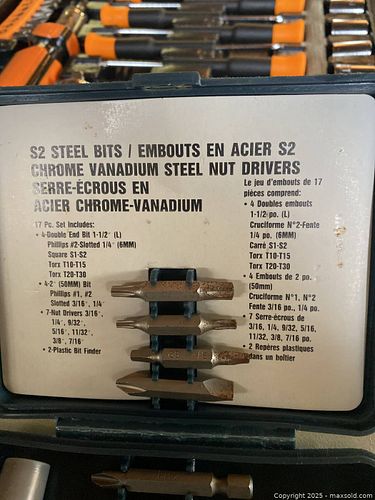 S2 STEEL BITS / EMBOUTS EN ACIER S2
CHROME VANADIUM STEEL NUT DRIVERS
SERRE-ÉCROUS EN
ACIER CHROME-VANADIUM
17 Pc. Set Includes:
• 4-Double End Bit 1-1/2" (L)
Phillips #2-Slotted 1/4" (6MM)
Square S1-S2
Torx T10-T15
Torx T20-T30
• 4-2" (50MM) Bit
Phillips #1, #2
Slotted 3/16", 1/4"
• 7-Nut Drivers 3/16",
1/4", 9/32",
5/16", 11/32",
3/8", 7/16"
• 2-Plastic Bit Finder
Le jeu d'embouts de 17
pièces comprend:
• 4 Doubles embouts
1-1/2 po. (L)
Cruciforme N°2-Fente
1/4 po. (6MM)
Carré S1-S2
Torx T10-T15
Torx T20-T30
• 4 Embouts de 2 po.
(50mm)
Cruciforme N°1, N°2
Fente 3/16 po., 1/4 po.
• 7 Serre-écrous de
3/16, 1/4, 9/32, 5/16,
11/32, 3/8, 7/16 po.
• 2 Repères plastiques
dans un boîtier
Copyright 2025 - maxsold.com